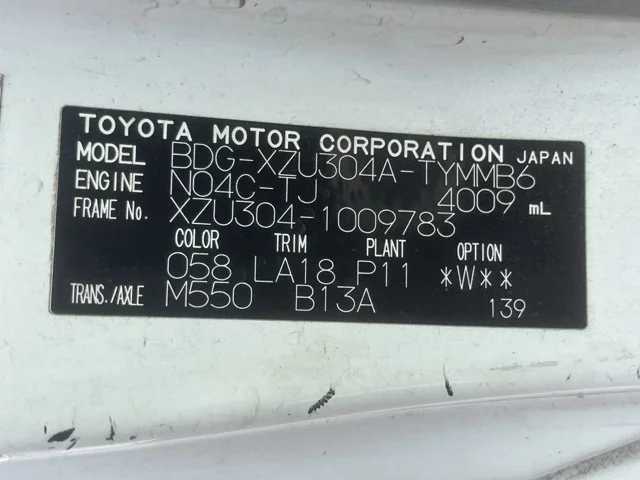 TOYOTA MOTOR CORPORATION JAPAN
MODEL BDG-XZU304A-TYMMB6
ENGINE N04C-TJ 4009 mL
FRAME No. XZU304-1009783
COLOR TRIM PLANT OPTION
058 LA18 P11 *W**
TRANS./AXLE M550 B13A 139